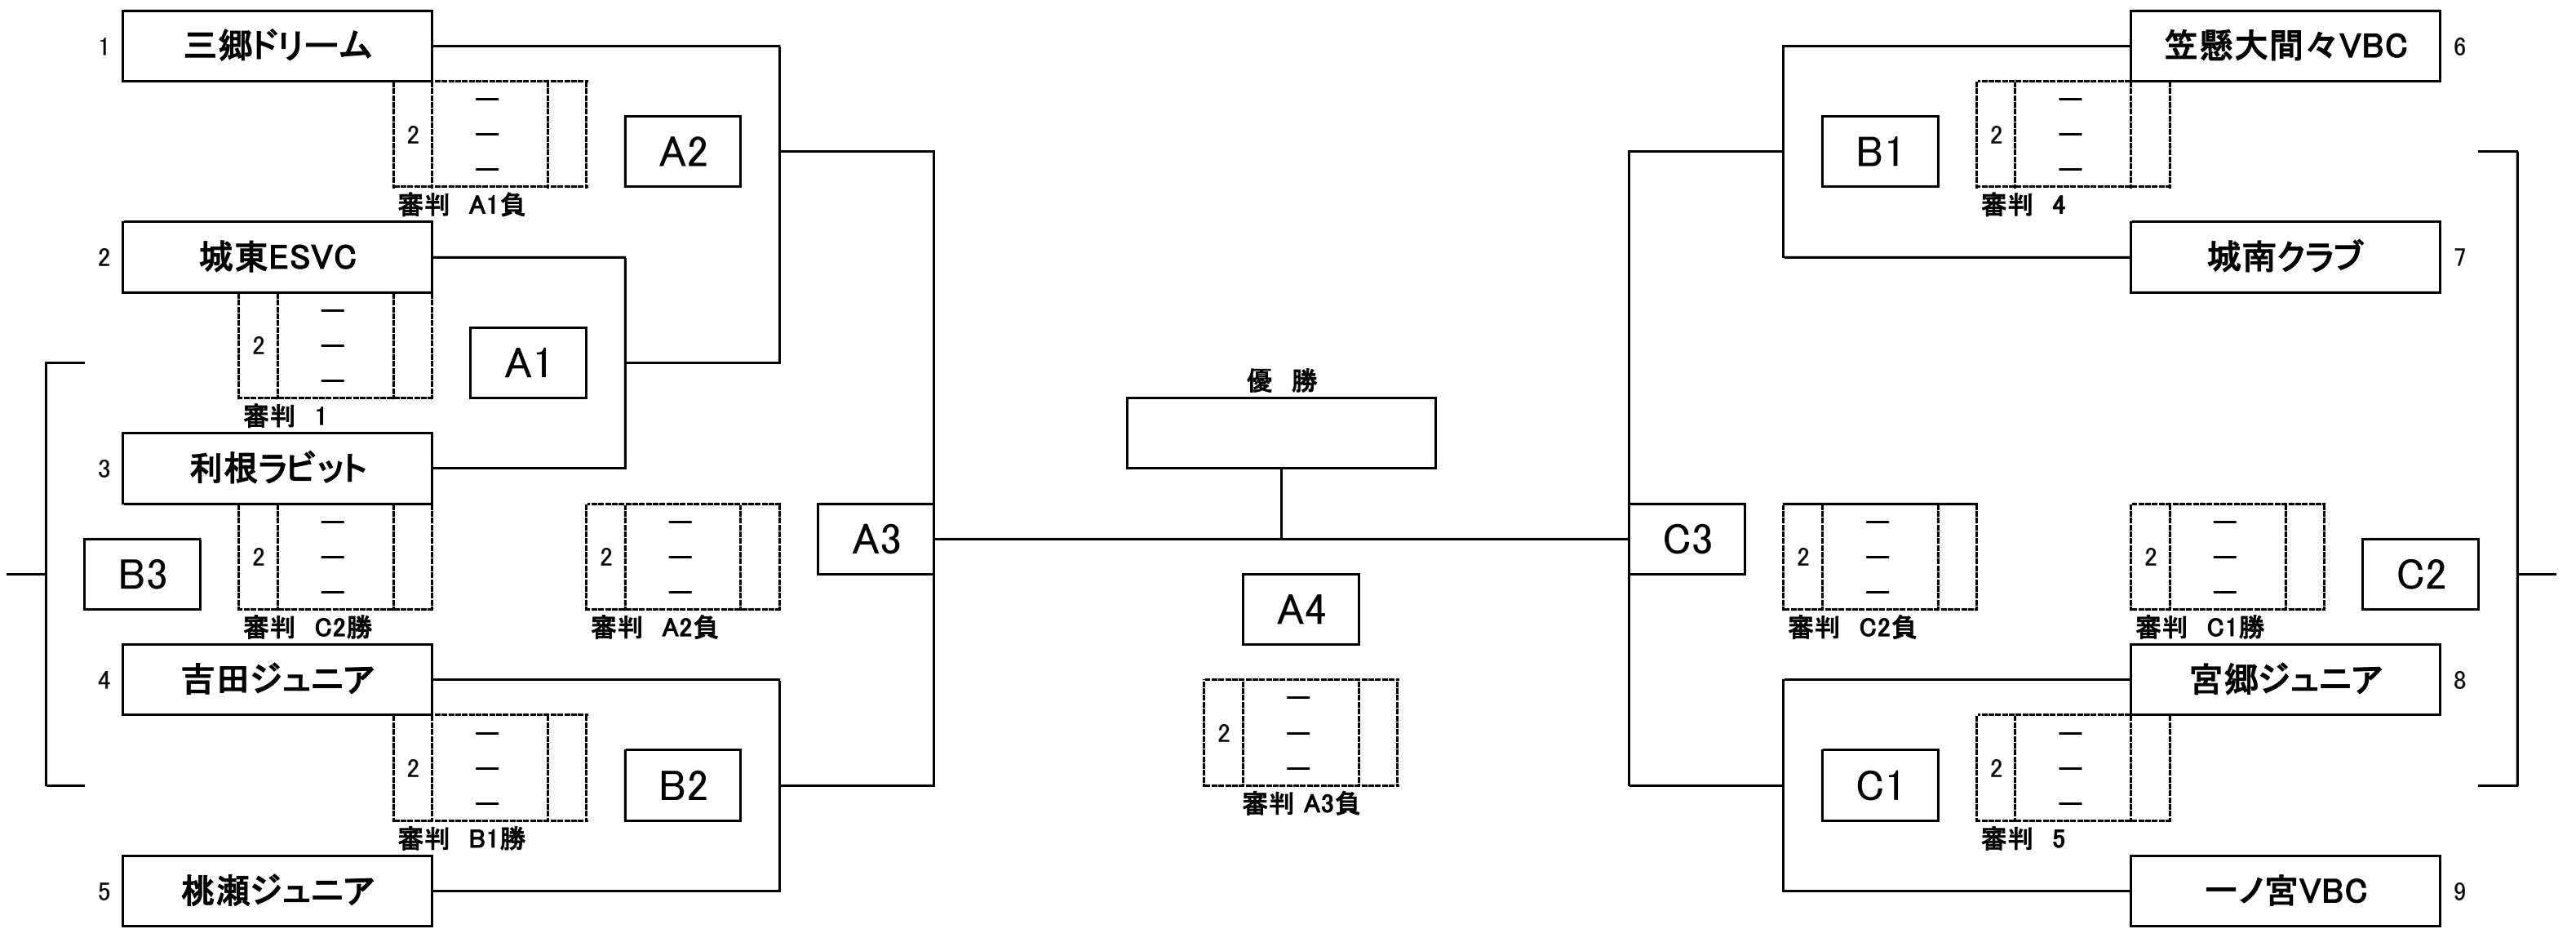 1 三郷ドリーム
2 ― ― ―
A2
審判 A1負
2 城東ESVC
2 ― ― ―
A1
審判 1
3 利根ラビット
B3
2 ― ― ―
審判 C2勝
2 ― ― ―
審判 A2負
A3
4 吉田ジュニア
2 ― ― ―
B2
審判 B1勝
5 桃瀬ジュニア
優 勝
A4
2 ― ― ―
審判 A3負
笠懸大間々VBC 6
B1
2 ― ― ―
審判 4
城南クラブ 7
C3
2 ― ― ―
審判 C2負
2 ― ― ―
審判 C1勝
C2
宮郷ジュニア 8
C1
2 ― ― ―
審判 5
一ノ宮VBC 9